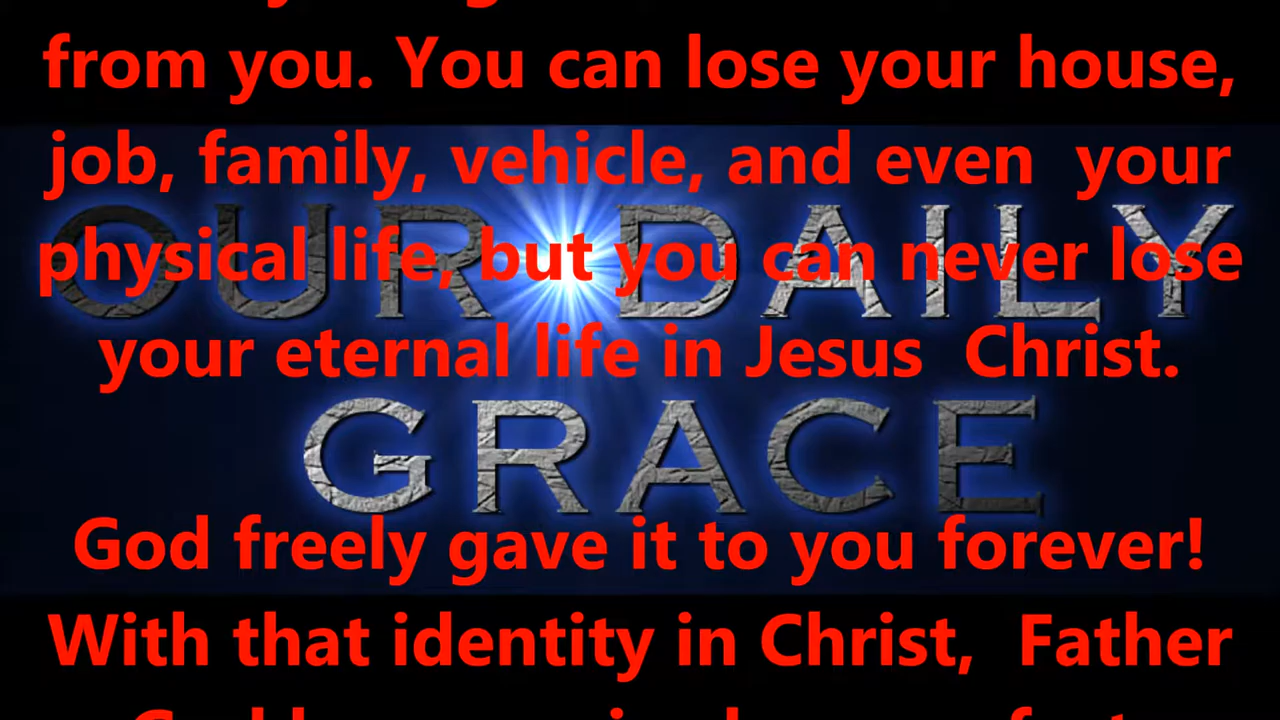 from you. You can lose your house,
job, family, vehicle, and even your
physical life, but you can never lose
your eternal life in Jesus Christ.
God freely gave it to you forever!
With that identity in Christ, Father
OUR DAILY
GRACE